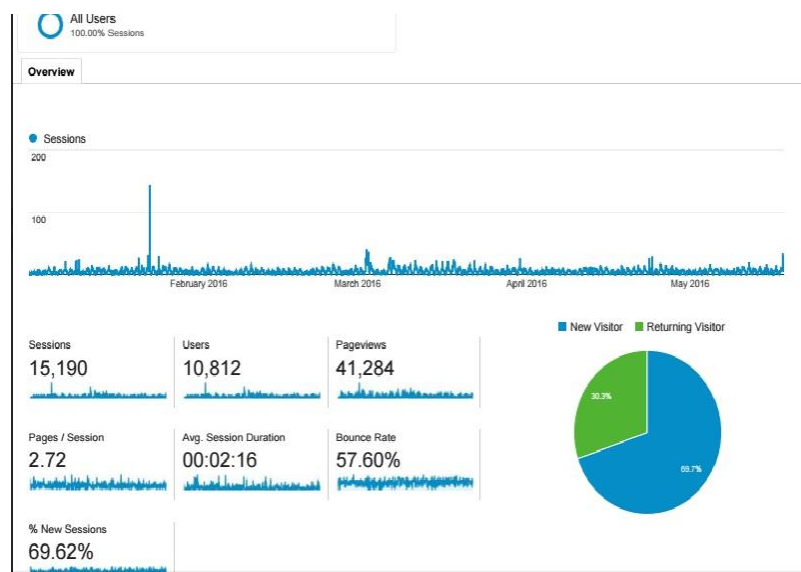 All Users
100.00% Sessions
Overview
Sessions
200
100
February 2016
March 2016
April 2016
May 2016
New Visitor
Returning Visitor
Sessions
15,190
Users
10,812
Pageviews
41,284
30.3%
69.7%
Pages / Session
2.72
Avg. Session Duration
00:02:16
Bounce Rate
57.60%
% New Sessions
69.62%